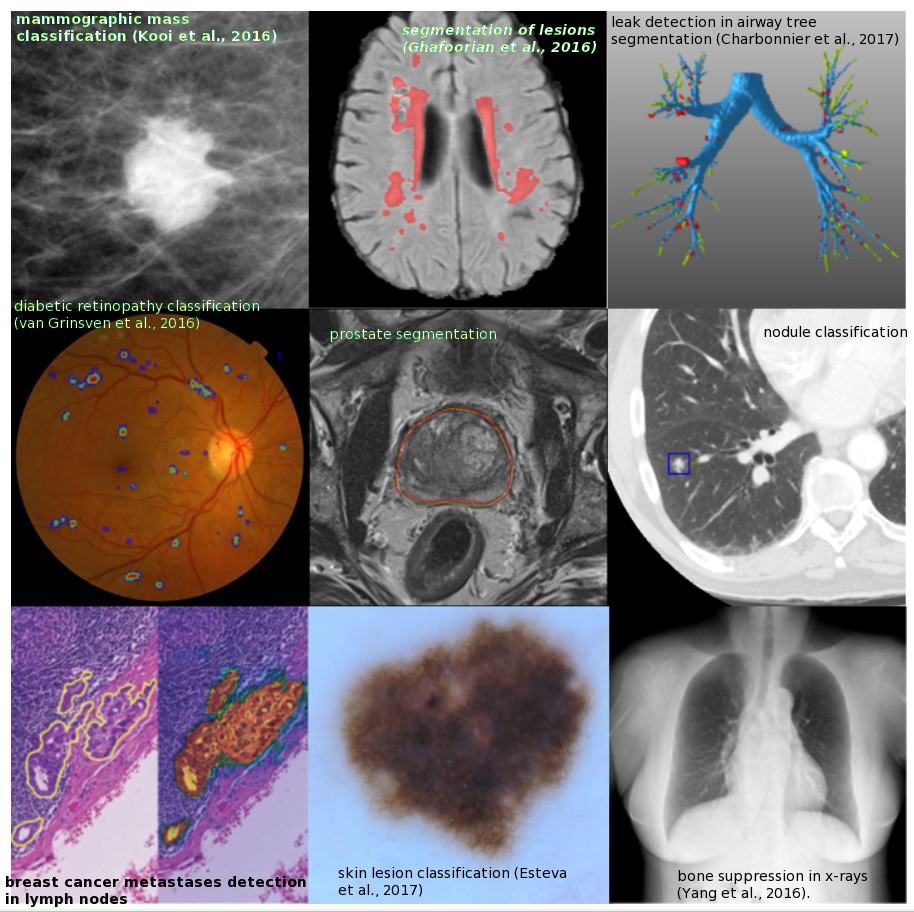 mammographic mass
classification (Kooi et al., 2016)
segmentation of lesions
(Ghafoorian et al., 2016)
leak detection in airway tree
segmentation (Charbonnier et al., 2017)
diabetic retinopathy classification
(van Grinsven et al., 2016)
prostate segmentation
nodule classification
breast cancer metastases detection
in lymph nodes
skin lesion classification (Esteva
et al., 2017)
bone suppression in x-rays
(Yang et al., 2016).